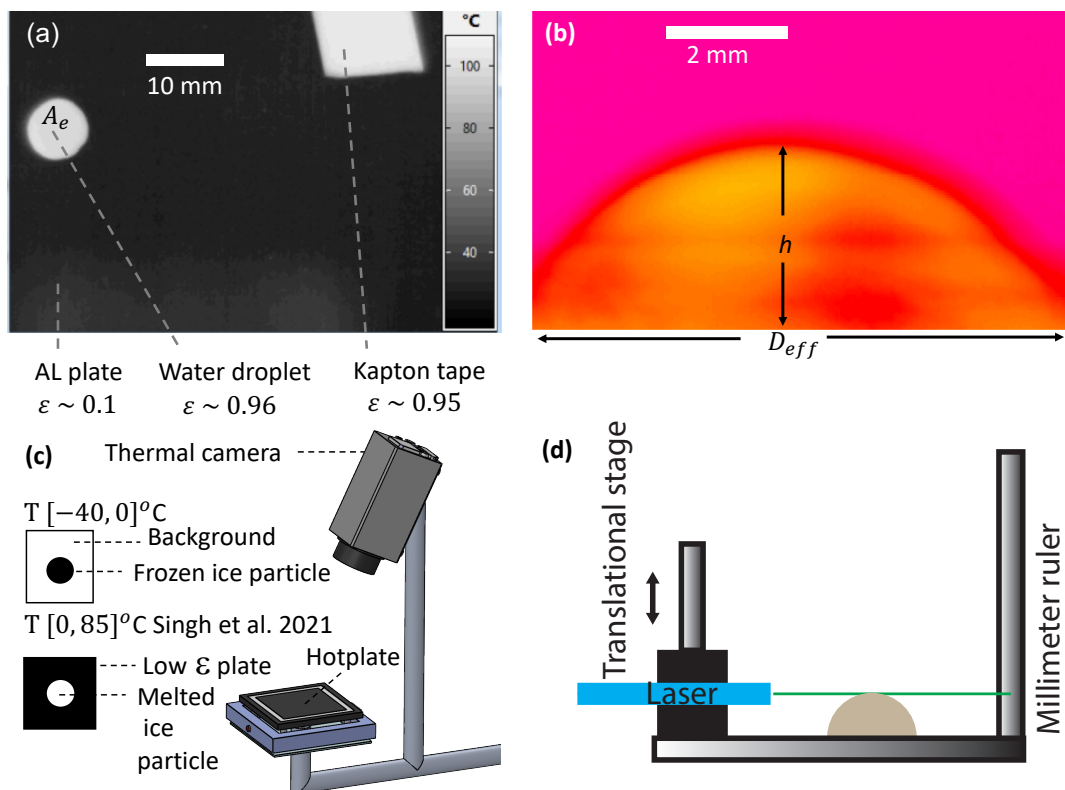 (a)
°C
100
80
60
40
10 mm
A_e
AL plate
ε ~ 0.1
Water droplet
ε ~ 0.96
Kapton tape
ε ~ 0.95
(b)
2 mm
h
D_eff
(c)
Thermal camera
T [−40, 0]°C
Background
Frozen ice particle
T [0, 85]°C Singh et al. 2021
Low ε plate
Melted
ice
particle
Hotplate
(d)
Translational stage
Laser
Millimeter ruler